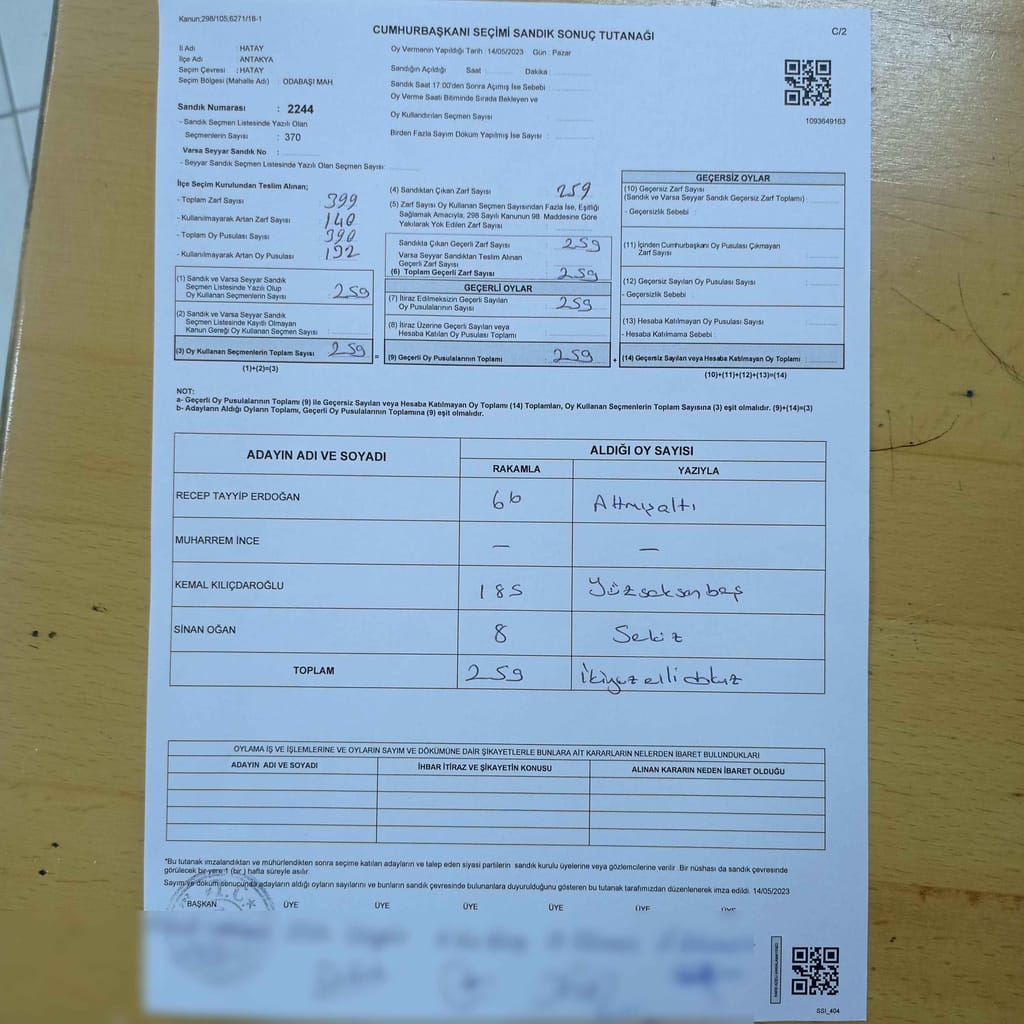 Kanun;298/105;6271/16-1
CUMHURBAŞKANI SEÇİMİ SANDIK SONUÇ TUTANAĞI
C/2
İl Adı : HATAY
İlçe Adı : ANTAKYA
Seçim Çevresi : HATAY
Seçim Bölgesi (Mahalle Adı) : ODABAŞI MAH
Oy Vermenin Yapıldığı Tarih : 14/05/2023 Gün : Pazar
Sandığın Açıldığı Saat : Dakika :
Sandık Saat 17:00'den Sonra Açımış İse Sebebi :
Oy Verme Saati Bitiminde Sırada Bekleyen ve
Oy Kullandırılan Seçmen Sayısı :
Birden Fazla Sayım Döküm Yapılmış İse Sayısı :
1093649163
Sandık Numarası : 2244
- Sandık Seçmen Listesinde Yazılı Olan
Seçmenlerin Sayısı : 370
Varsa Seyyar Sandık No :
- Seyyar Sandık Seçmen Listesinde Yazılı Olan Seçmen Sayısı:
İlçe Seçim Kurulundan Teslim Alınan;
- Toplam Zarf Sayısı : 399
- Kullanılmayarak Artan Zarf Sayısı : 140
- Toplam Oy Pusulası Sayısı : 390
- Kullanılmayarak Artan Oy Pusulası : 132
(1) Sandık ve Varsa Seyyar Sandık
Seçmen Listesinde Yazılı Olup
Oy Kullanan Seçmenlerin Sayısı : 259
(2) Sandık ve Varsa Seyyar Sandık
Seçmen Listesinde Kaydı Olmayan
Kanun Gereği Oy Kullanan Seçmen Sayısı :
(3) Oy Kullanan Seçmenlerin Toplam Sayısı : 259 =
(1)+(2)=(3)
(4) Sandıktan Çıkan Zarf Sayısı : 259
(5) Zarf Sayısı Oy Kullanan Seçmen Sayısından Fazla İse, Eşitliği
Sağlamak Amacıyla; 298 Sayılı Kanunun 98. Maddesine Göre
Yakılarak Yok Edilen Zarf Sayısı :
Sandıkta Çıkan Geçerli Zarf Sayısı : 259
Varsa Seyyar Sandıktan Teslim Alınan
Geçerli Zarf Sayısı :
(6) Toplam Geçerli Zarf Sayısı : 259
GEÇERLİ OYLAR
(7) İtiraz Edilmeksizin Geçerli Sayılan
Oy Pusulalarının Sayısı : 259
(8) İtiraz Üzerine Geçerli Sayılan veya
Hesaba Katılan Oy Pusulası Toplamı :
(9) Geçerli Oy Pusulalarının Toplamı : 259 +
GEÇERSİZ OYLAR
(10) Geçersiz Zarf Sayısı
(Sandık ve Varsa Seyyar Sandık Geçersiz Zarf Toplamı) :
- Geçersizlik Sebebi :
(11) İçinden Cumhurbaşkanı Oy Pusulası Çıkmayan
Zarf Sayısı :
(12) Geçersiz Sayılan Oy Pusulası Sayısı :
- Geçersizlik Sebebi :
(13) Hesaba Katılmayan Oy Pusulası Sayısı :
- Hesaba Katılmama Sebebi :
(14) Geçersiz Sayılan veya Hesaba Katılmayan Oy Toplamı :
(10)+(11)+(12)+(13)=(14)
NOT:
a- Geçerli Oy Pusulalarının Toplamı (9) ile Geçersiz Sayılan veya Hesaba Katılmayan Oy Toplamı (14) Toplamları, Oy Kullanan Seçmenlerin Toplam Sayısına (3) eşit olmalıdır. (9)+(14)=(3)
b- Adayların Aldığı Oyların Toplamı, Geçerli Oy Pusulalarının Toplamına (9) eşit olmalıdır.
ADAYIN ADI VE SOYADI
ALDIĞI OY SAYISI
RAKAMLA YAZIYLA
RECEP TAYYİP ERDOĞAN 66 Altmışaltı
MUHARREM İNCE — —
KEMAL KILIÇDAROĞLU 185 Yüzseksenbeş
SİNAN OĞAN 8 Sekiz
TOPLAM 259 İkiyüzellidokuz
OYLAMA İŞ VE İŞLEMLERİNE VE OYLARIN SAYIM VE DÖKÜMÜNE DAİR ŞİKAYETLERLE BUNLARA AİT KARARLARIN NELERDEN İBARET BULUNDUKLARI
ADAYIN ADI VE SOYADI İHBAR İTİRAZ VE ŞİKAYETİN KONUSU ALINAN KARARIN NEDEN İBARET OLDUĞU
*Bu tutanak imzalandıktan ve mühürlendikten sonra seçime katılan adayların ve talep eden siyasi partilerin sandık kurulu üyelerine veya gözlemcilerine verilir. Bir nüshası da sandık çevresinde
görülecek bir yere 1 (bir) hafta süreyle asılır.
Sayım ve döküm sonucunda adayların aldığı oyların sayılarını ve bunların sandık çevresinde bulunanlara duyurulduğunu gösteren bu tutanak tarafımızdan düzenlenerek imza edildi. 14/05/2023
BAŞKAN ÜYE ÜYE ÜYE ÜYE ÜYE ÜYE
SSI_404